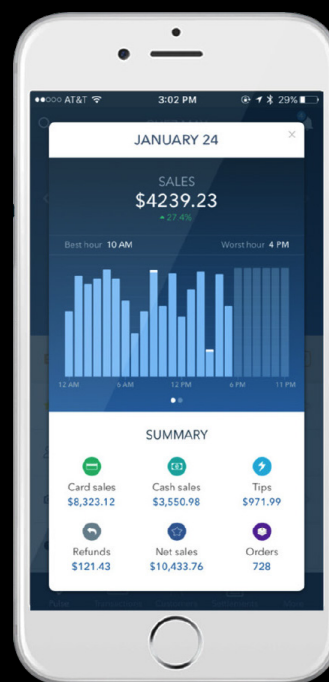 AT&T 3:02 PM 29%
JANUARY 24 ×
SALES
$4239.23
27.4%
Best hour 10 AM Worst hour 4 PM
12 AM 6 AM 12 PM 6 PM 11 PM
SUMMARY
Card sales Cash sales Tips
$8,323.12 $3,550.98 $971.99
Refunds Net sales Orders
$121.43 $10,433.76 728